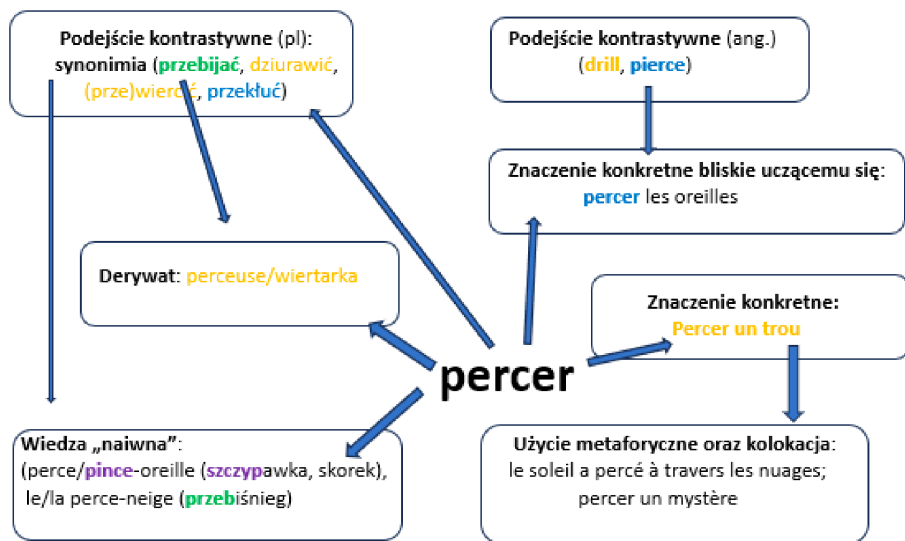 Podejście kontrastywne (pl):
synonimia (przebijać, dziurawić,
(prze)wiercić, przekłuć)
Podejście kontrastywne (ang.)
(drill, pierce)
Znaczenie konkretne bliskie uczącemu się:
percer les oreilles
Derywat: perceuse/wiertarka
Znaczenie konkretne:
Percer un trou
percer
Wiedza „naiwna”:
(perce/pince-oreille (szczypawka, skorek),
le/la perce-neige (przebiśnieg)
Użycie metaforyczne oraz kolokacja:
le soleil a percé à travers les nuages;
percer un mystère